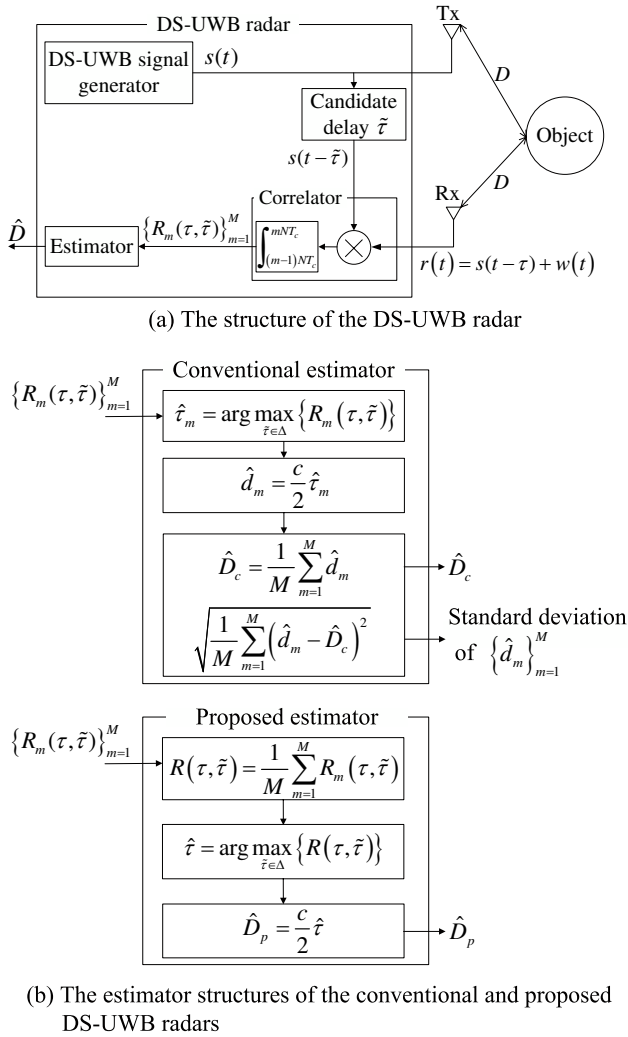 DS-UWB radar
Tx
DS-UWB signal generator
s(t)
D
Candidate delay τ̃
Object
s(t−τ̃)
D
Rx
Correlator
D̂
Estimator
{R_m(τ,τ̃)}_{m=1}^{M}
∫_{(m−1)NT_c}^{mNT_c}
×
r(t) = s(t−τ) + w(t)
(a) The structure of the DS-UWB radar
Conventional estimator
{R_m(τ,τ̃)}_{m=1}^{M}
τ̂_m = arg max_{τ̃∈Δ} {R_m(τ,τ̃)}
d̂_m = c/2 τ̂_m
D̂_c = 1/M ∑_{m=1}^{M} d̂_m
D̂_c
√(1/M ∑_{m=1}^{M} (d̂_m − D̂_c)^2)
Standard deviation
of {d̂_m}_{m=1}^{M}
Proposed estimator
{R_m(τ,τ̃)}_{m=1}^{M}
R(τ,τ̃) = 1/M ∑_{m=1}^{M} R_m(τ,τ̃)
τ̂ = arg max_{τ̃∈Δ} {R(τ,τ̃)}
D̂_p = c/2 τ̂
D̂_p
(b) The estimator structures of the conventional and proposed
DS-UWB radars